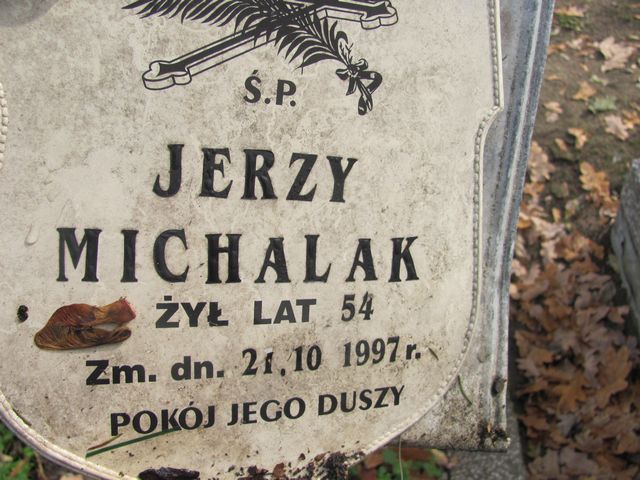 Ś.P.
JERZY
MICHALAK
ŻYŁ LAT 54
Zm. dn. 21.10 1997 r.
POKÓJ JEGO DUSZY